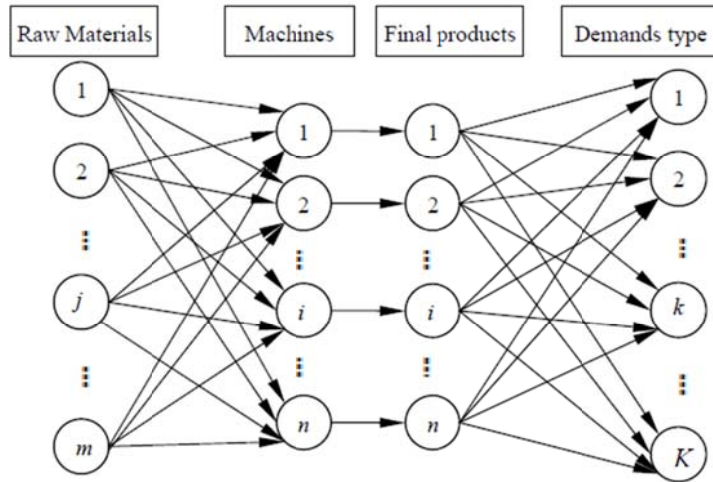 Raw Materials Machines Final products Demands type
1 1 1 1
2 2 2 2
j i i k
m n n K